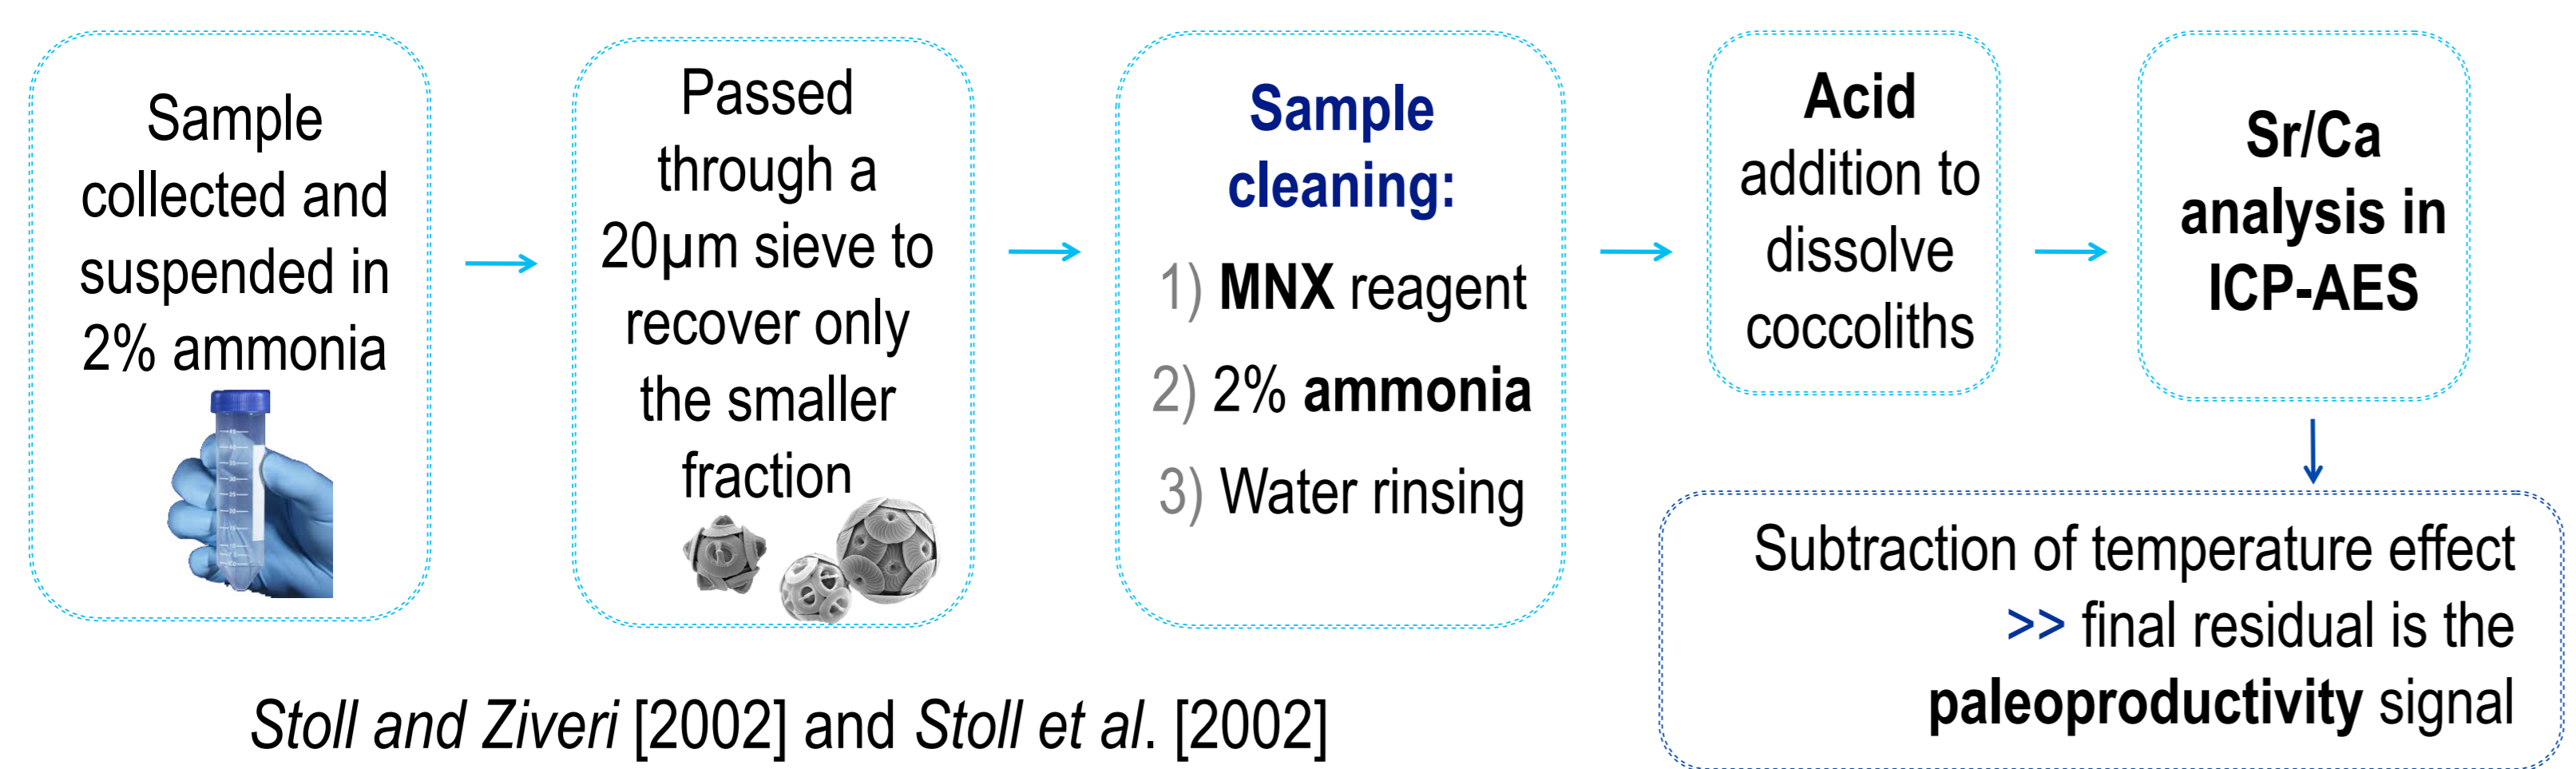 Sample
collected and
suspended in
2% ammonia
Passed
through a
20µm sieve to
recover only
the smaller
fraction
Sample
cleaning:
1) MNX reagent
2) 2% ammonia
3) Water rinsing
Acid
addition to
dissolve
coccoliths
Sr/Ca
analysis in
ICP-AES
Subtraction of temperature effect
>> final residual is the
paleoproductivity signal
Stoll and Ziveri [2002] and Stoll et al. [2002]